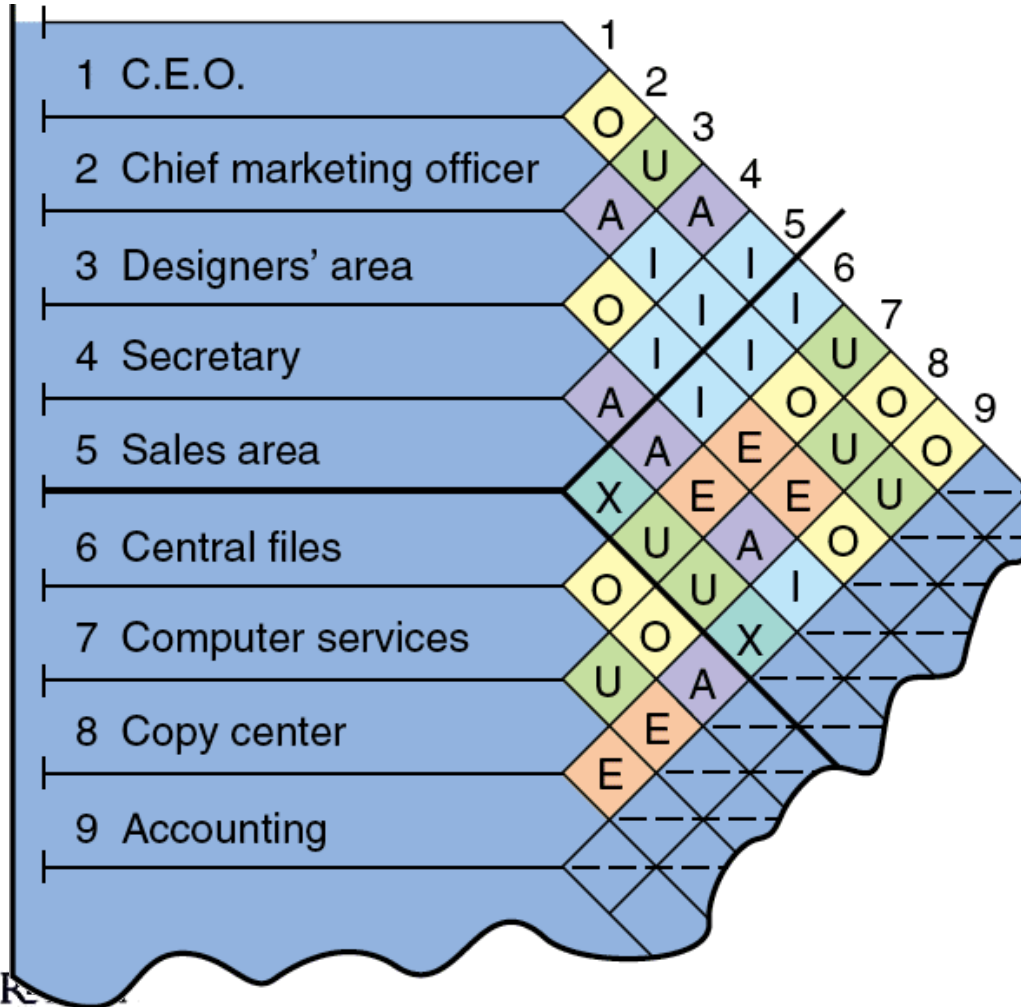 1
1 C.E.O. 2
O 3
2 Chief marketing officer U 4
A A 5
3 Designers’ area I I 6
O I I 7
4 Secretary I I U 8
A I O O 9
5 Sales area A E U O
X E E U
6 Central files U A O
O U I
7 Computer services O X
U A
8 Copy center E
E
9 Accounting